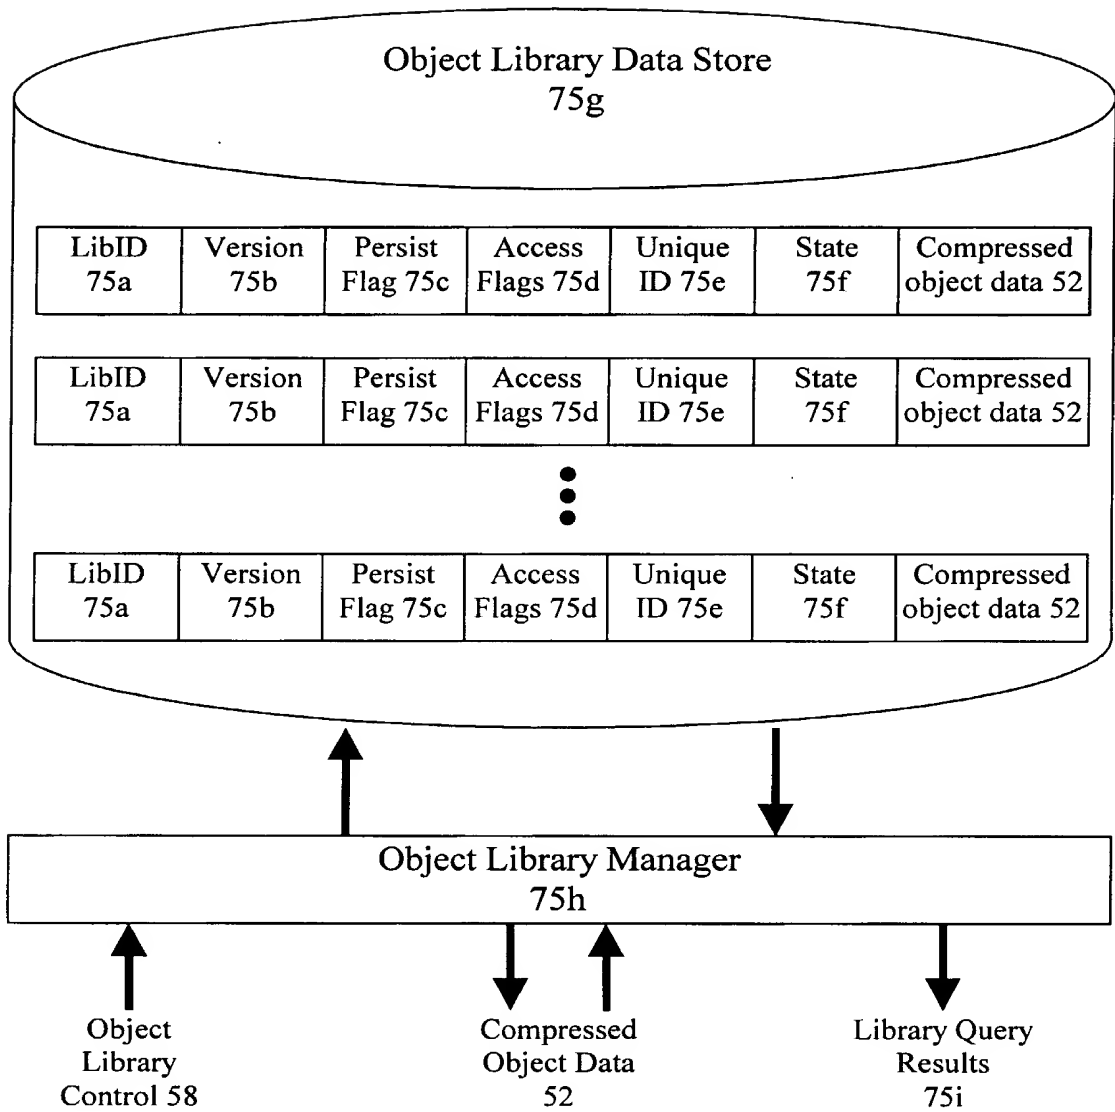 Object Library Data Store
75g
LibID Version Persist Access Unique State Compressed
75a 75b Flag 75c Flags 75d ID 75e 75f object data 52
LibID Version Persist Access Unique State Compressed
75a 75b Flag 75c Flags 75d ID 75e 75f object data 52
LibID Version Persist Access Unique State Compressed
75a 75b Flag 75c Flags 75d ID 75e 75f object data 52
Object Library Manager
75h
Object Compressed Library Query
Library Object Data Results
Control 58 52 75i